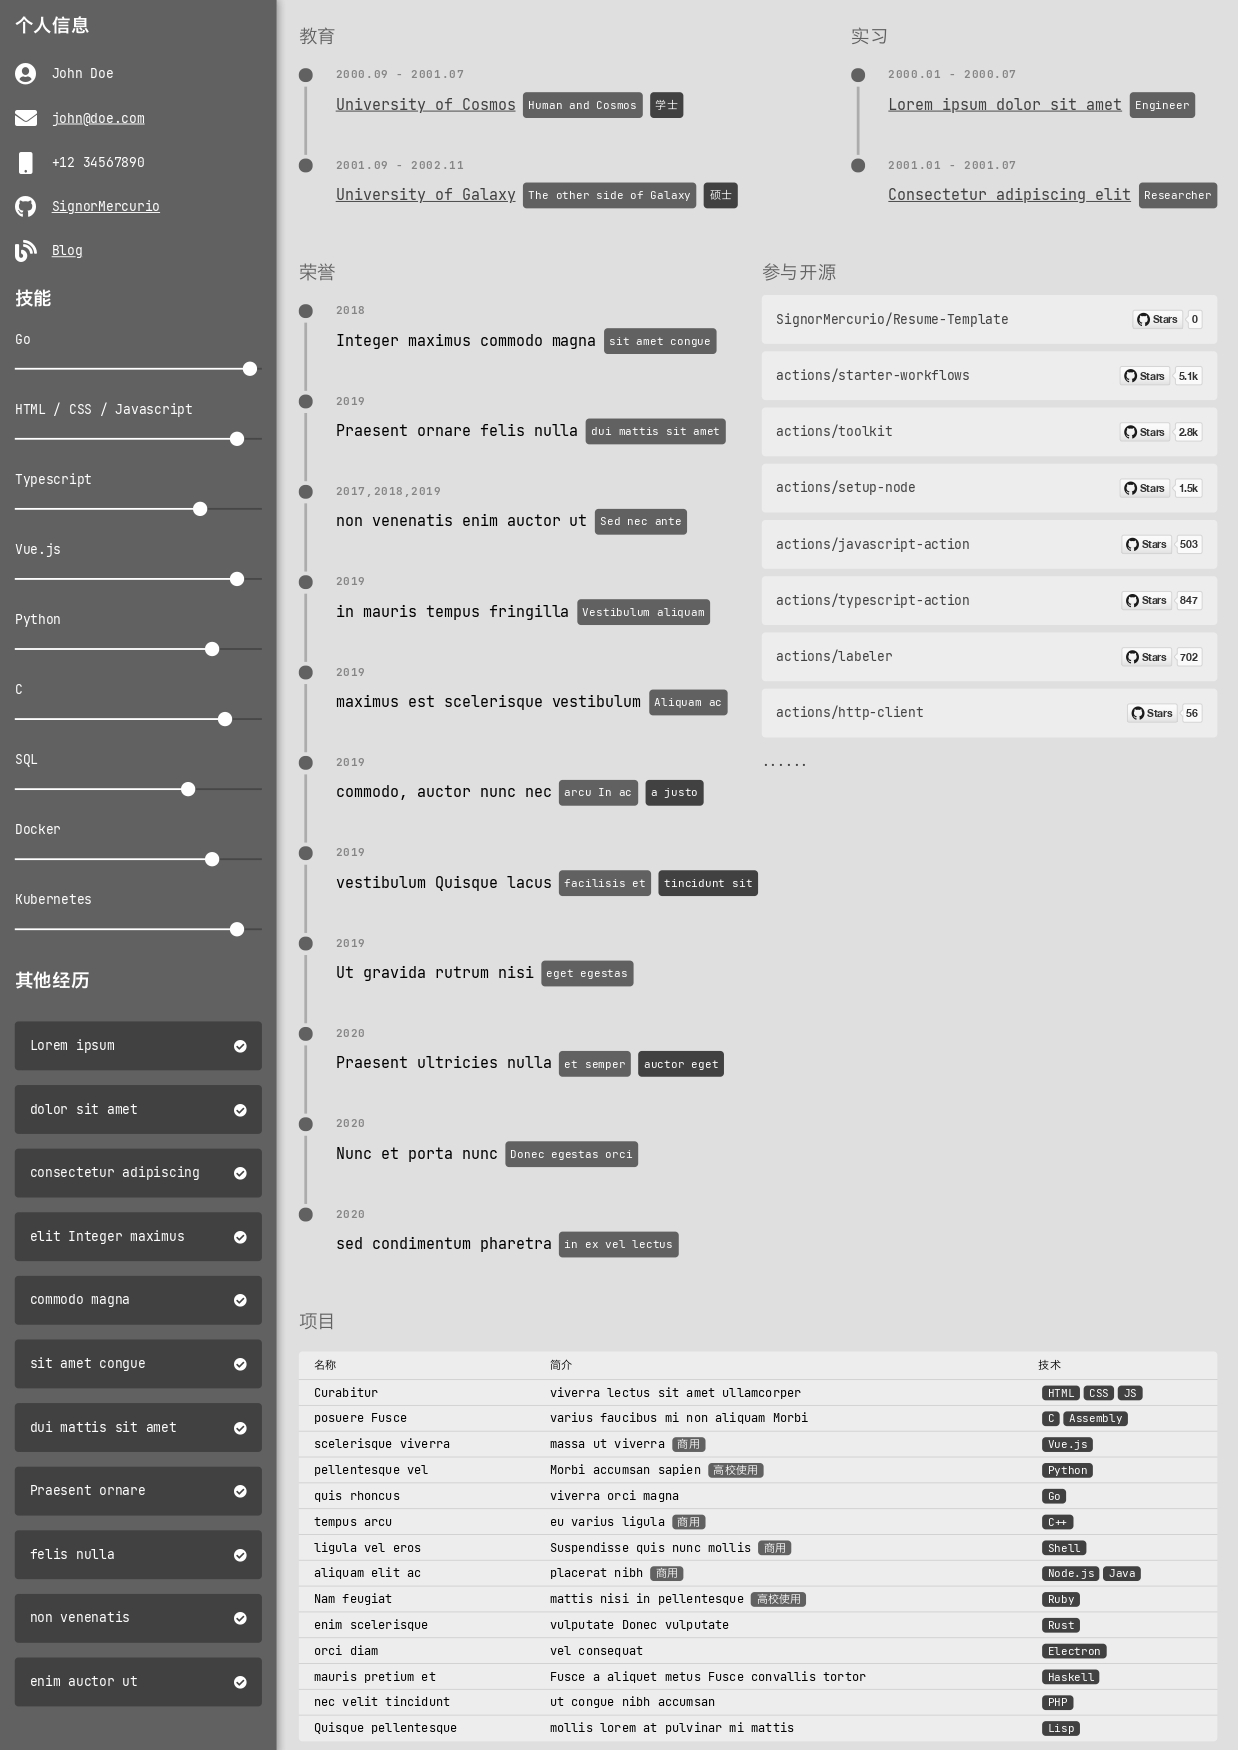 个人信息
John Doe
john@doe.com
+12 34567890
SignorMercurio
Blog
技能
Go
HTML / CSS / Javascript
Typescript
Vue.js
Python
C
SQL
Docker
Kubernetes
其他经历
Lorem ipsum
dolor sit amet
consectetur adipiscing
elit Integer maximus
commodo magna
sit amet congue
dui mattis sit amet
Praesent ornare
felis nulla
non venenatis
enim auctor ut
教育
2000.09 - 2001.07
University of Cosmos Human and Cosmos 学士
2001.09 - 2002.11
University of Galaxy The other side of Galaxy 硕士
实习
2000.01 - 2000.07
Lorem ipsum dolor sit amet Engineer
2001.01 - 2001.07
Consectetur adipiscing elit Researcher
荣誉
2018
Integer maximus commodo magna sit amet congue
2019
Praesent ornare felis nulla dui mattis sit amet
2017,2018,2019
non venenatis enim auctor ut Sed nec ante
2019
in mauris tempus fringilla Vestibulum aliquam
2019
maximus est scelerisque vestibulum Aliquam ac
2019
commodo, auctor nunc nec arcu In ac a justo
2019
vestibulum Quisque lacus facilisis et tincidunt sit
2019
Ut gravida rutrum nisi eget egestas
2020
Praesent ultricies nulla et semper auctor eget
2020
Nunc et porta nunc Donec egestas orci
2020
sed condimentum pharetra in ex vel lectus
参与开源
SignorMercurio/Resume-Template Stars 0
actions/starter-workflows Stars 5.1k
actions/toolkit Stars 2.8k
actions/setup-node Stars 1.5k
actions/javascript-action Stars 503
actions/typescript-action Stars 847
actions/labeler Stars 702
actions/http-client Stars 56
......
项目
名称 简介 技术
Curabitur viverra lectus sit amet ullamcorper HTML CSS JS
posuere Fusce varius faucibus mi non aliquam Morbi C Assembly
scelerisque viverra massa ut viverra 商用 Vue.js
pellentesque vel Morbi accumsan sapien 高校使用 Python
quis rhoncus viverra orci magna Go
tempus arcu eu varius ligula 商用 C++
ligula vel eros Suspendisse quis nunc mollis 商用 Shell
aliquam elit ac placerat nibh 商用 Node.js Java
Nam feugiat mattis nisi in pellentesque 高校使用 Ruby
enim scelerisque vulputate Donec vulputate Rust
orci diam vel consequat Electron
mauris pretium et Fusce a aliquet metus Fusce convallis tortor Haskell
nec velit tincidunt ut congue nibh accumsan PHP
Quisque pellentesque mollis lorem at pulvinar mi mattis Lisp